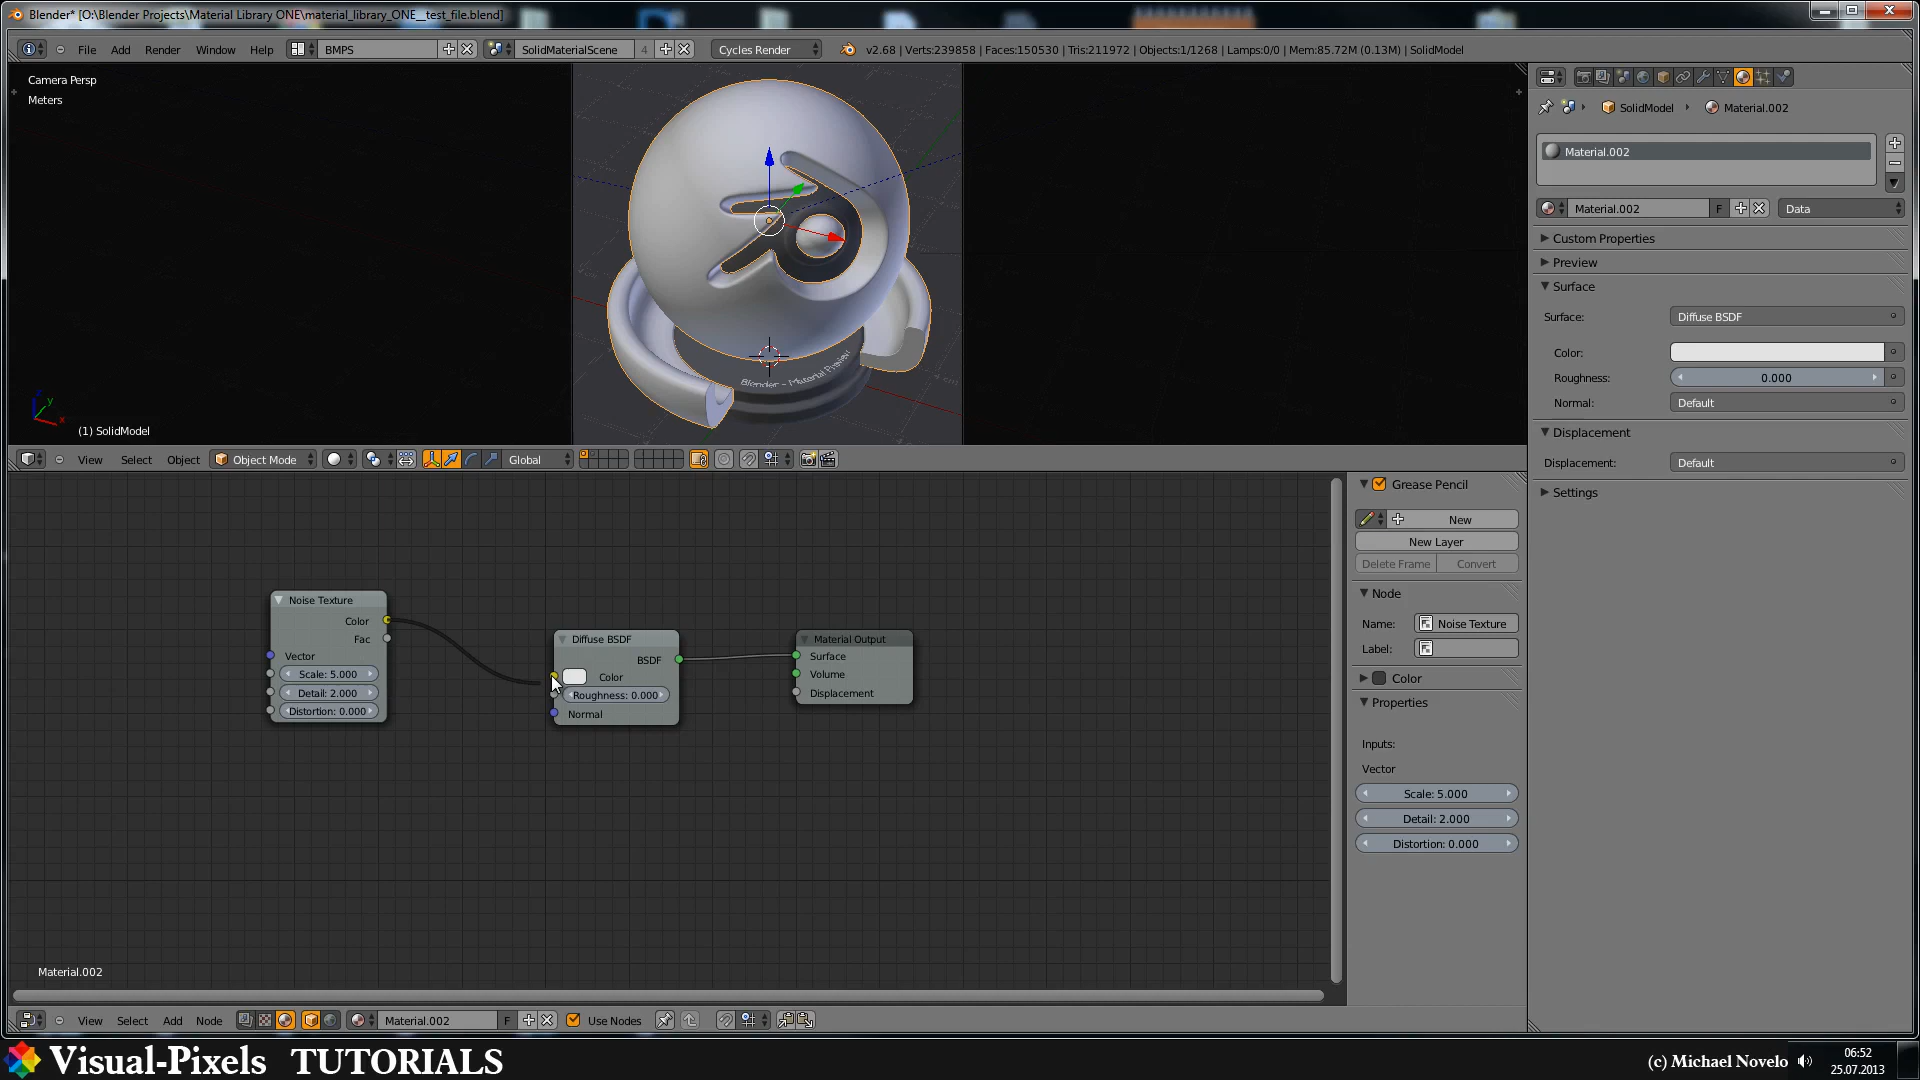 Blender* [O:\Blender Projects\Material Library ONE\material_library_ONE__test_file.blend]
File Add Render Window Help BMPS SolidMaterialScene 4 Cycles Render v2.68 | Verts:239858 | Faces:150530 | Tris:211972 | Objects:1/1268 | Lamps:0/0 | Mem:85.72M (0.13M) | SolidModel
Camera Persp
Meters
Blender - Material Preview
(1) SolidModel
View Select Object Object Mode Global
SolidModel Material.002
Material.002
Material.002 F Data
Custom Properties
Preview
Surface
Surface: Diffuse BSDF
Color:
Roughness: 0.000
Normal: Default
Displacement
Displacement: Default
Settings
Noise Texture
Color
Fac
Vector
Scale: 5.000
Detail: 2.000
Distortion: 0.000
Diffuse BSDF
BSDF
Color
Roughness: 0.000
Normal
Material Output
Surface
Volume
Displacement
Grease Pencil
New
New Layer
Delete Frame Convert
Node
Name: Noise Texture
Label:
Color
Properties
Inputs:
Vector
Scale: 5.000
Detail: 2.000
Distortion: 0.000
Material.002
View Select Add Node Material.002 F Use Nodes
Visual-Pixels TUTORIALS
(c) Michael Novelo
06:52
25.07.2013